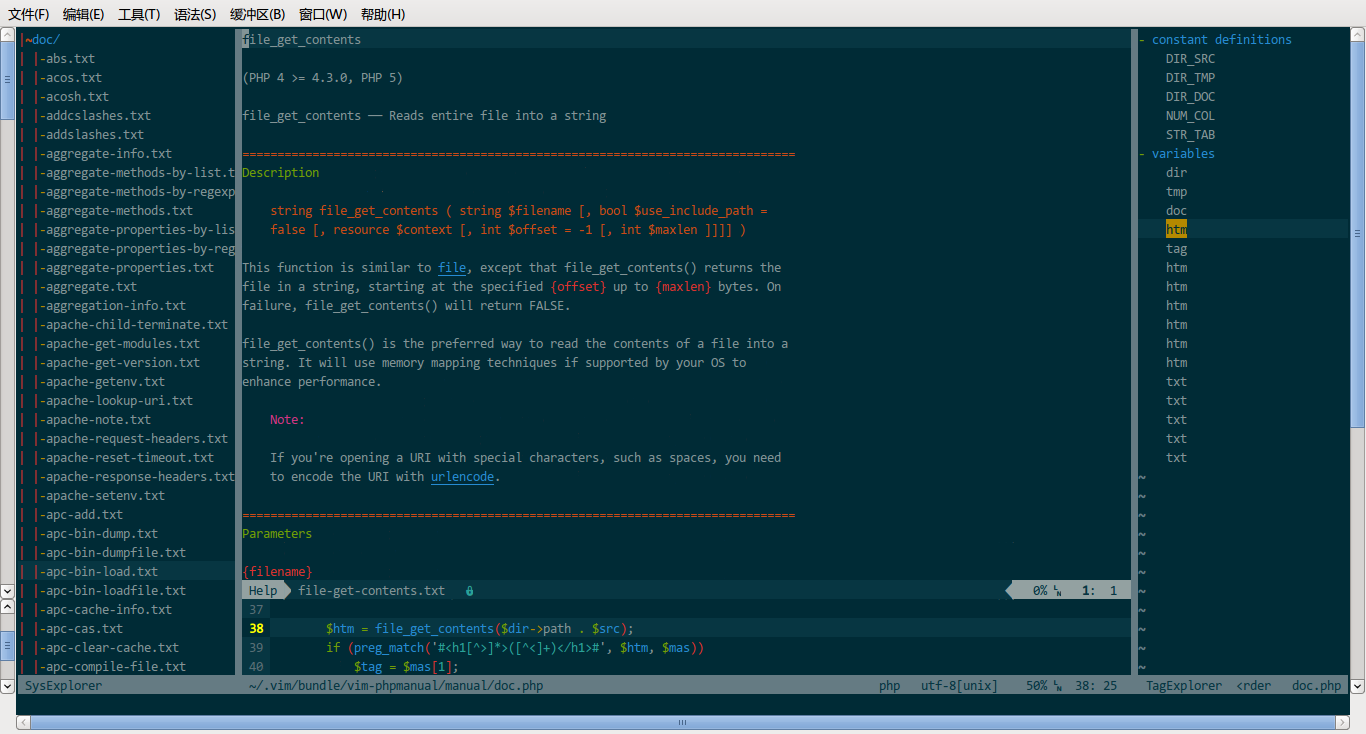 文件(F) 编辑(E) 工具(T) 语法(S) 缓冲区(B) 窗口(W) 帮助(H)
|~doc/
| |-abs.txt
| |-acos.txt
| |-acosh.txt
| |-addcslashes.txt
| |-addslashes.txt
| |-aggregate-info.txt
| |-aggregate-methods-by-list.t
| |-aggregate-methods-by-regexp
| |-aggregate-methods.txt
| |-aggregate-properties-by-lis
| |-aggregate-properties-by-reg
| |-aggregate-properties.txt
| |-aggregate.txt
| |-aggregation-info.txt
| |-apache-child-terminate.txt
| |-apache-get-modules.txt
| |-apache-get-version.txt
| |-apache-getenv.txt
| |-apache-lookup-uri.txt
| |-apache-note.txt
| |-apache-request-headers.txt
| |-apache-reset-timeout.txt
| |-apache-response-headers.txt
| |-apache-setenv.txt
| |-apc-add.txt
| |-apc-bin-dump.txt
| |-apc-bin-dumpfile.txt
| |-apc-bin-load.txt
| |-apc-bin-loadfile.txt
| |-apc-cache-info.txt
| |-apc-cas.txt
| |-apc-clear-cache.txt
| |-apc-compile-file.txt
SysExplorer
file_get_contents
(PHP 4 >= 4.3.0, PHP 5)
file_get_contents — Reads entire file into a string
===============================================================================
Description
string file_get_contents ( string $filename [, bool $use_include_path =
false [, resource $context [, int $offset = -1 [, int $maxlen ]]]] )
This function is similar to file, except that file_get_contents() returns the
file in a string, starting at the specified {offset} up to {maxlen} bytes. On
failure, file_get_contents() will return FALSE.
file_get_contents() is the preferred way to read the contents of a file into a
string. It will use memory mapping techniques if supported by your OS to
enhance performance.
Note:
If you're opening a URI with special characters, such as spaces, you need
to encode the URI with urlencode.
===============================================================================
Parameters
{filename}
Help file-get-contents.txt 0% ␤ 1: 1
37
38 $htm = file_get_contents($dir->path . $src);
39 if (preg_match('#<h1[^>]*>([^<]+)</h1>#', $htm, $mas))
40 $tag = $mas[1];
~/.vim/bundle/vim-phpmanual/manual/doc.php php utf-8[unix] 50% ␤ 38: 25
- constant definitions
DIR_SRC
DIR_TMP
DIR_DOC
NUM_COL
STR_TAB
- variables
dir
tmp
doc
htm
tag
htm
htm
htm
htm
htm
htm
txt
txt
txt
txt
txt
~
~
~
~
~
~
~
~
~
~
~
TagExplorer <rder doc.php